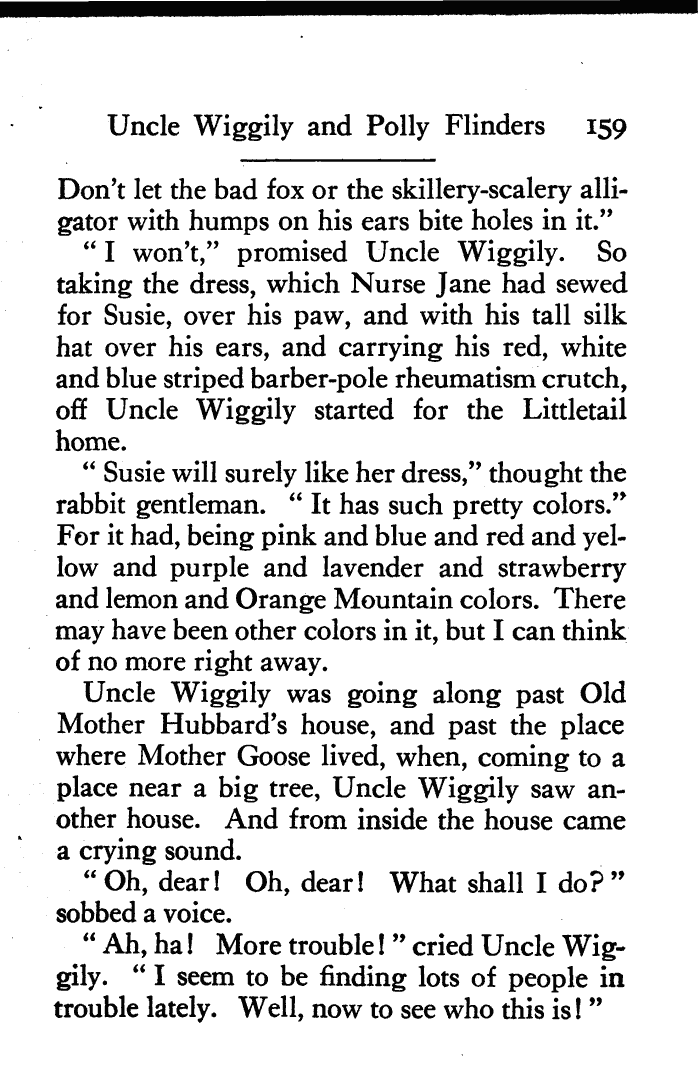 Uncle Wiggily and Polly Flinders 159
Don't let the bad fox or the skillery-scalery alli-
gator with humps on his ears bite holes in it."
" I won't," promised Uncle Wiggily. So
taking the dress, which Nurse Jane had sewed
for Susie, over his paw, and with his tall silk
hat over his ears, and carrying his red, white
and blue striped barber-pole rheumatism crutch,
off Uncle Wiggily started for the Littletail
home.
" Susie will surely like her dress," thought the
rabbit gentleman. " It has such pretty colors."
For it had, being pink and blue and red and yel-
low and purple and lavender and strawberry
and lemon and Orange Mountain colors. There
may have been other colors in it, but I can think
of no more right away.
Uncle Wiggily was going along past Old
Mother Hubbard's house, and past the place
where Mother Goose lived, when, coming to a
place near a big tree, Uncle Wiggily saw an-
other house. And from inside the house came
a crying sound.
" Oh, dear! Oh, dear! What shall I do? "
sobbed a voice.
" Ah, ha! More trouble! " cried Uncle Wig-
gily. " I seem to be finding lots of people in
trouble lately. Well, now to see who this is! "